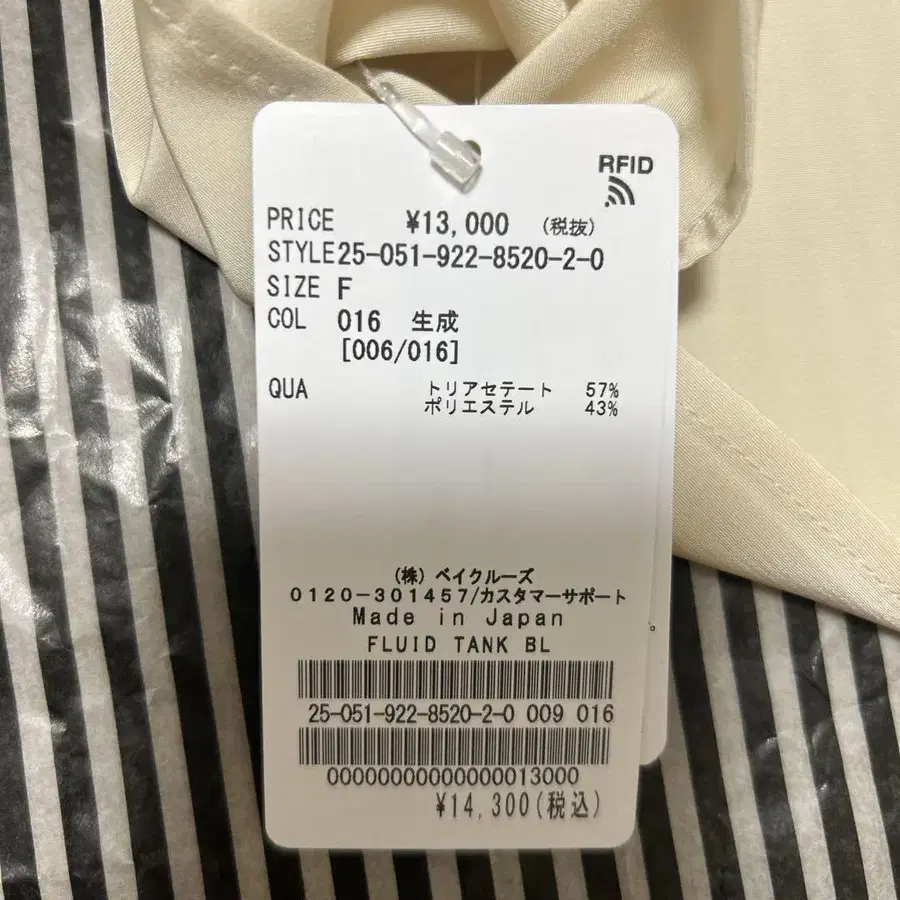 RFID
PRICE ¥13,000 (税抜)
STYLE 25-051-922-8520-2-0
SIZE F
COL 016 生成
[006/016]
QUA トリアセテート 57%
ポリエステル 43%
(株) ベイクルーズ
0120-301457/カスタマーサポート
Made in Japan
FLUID TANK BL
25-051-922-8520-2-0 009 016
00000000000000013000
¥14,300(税込)